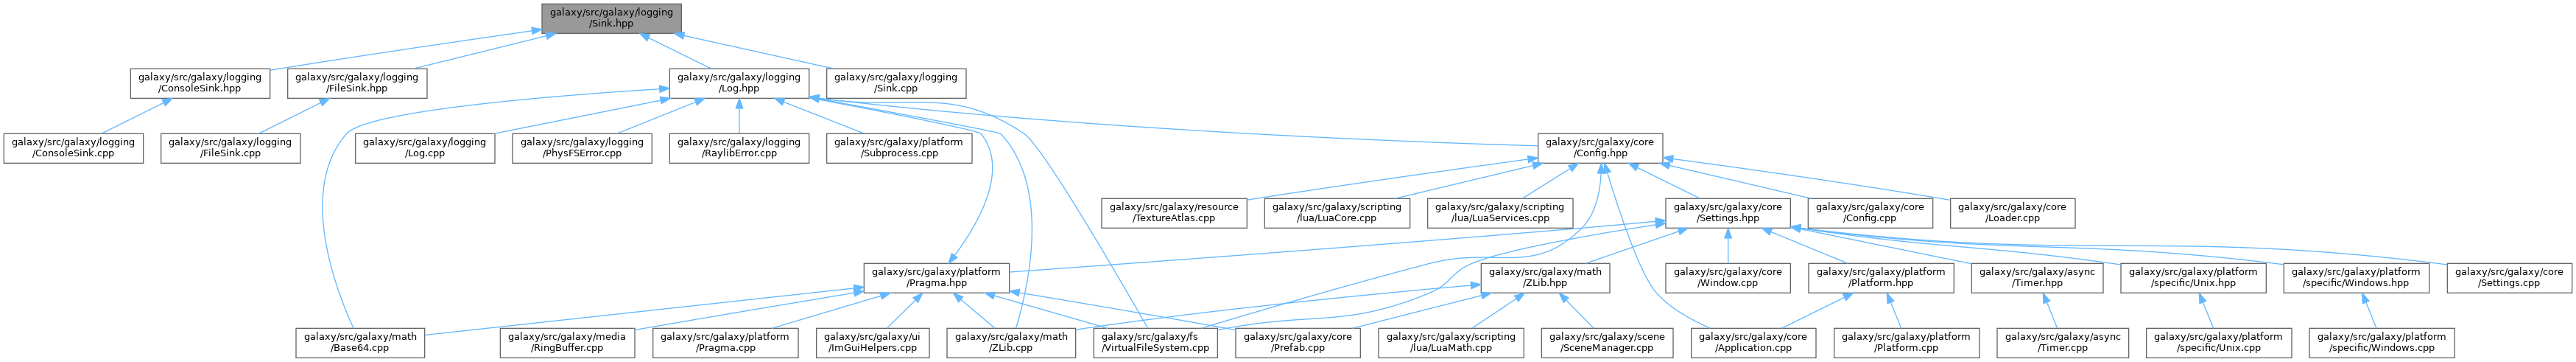 galaxy/src/galaxy/logging
/Sink.hpp
galaxy/src/galaxy/logging
/ConsoleSink.hpp
galaxy/src/galaxy/logging
/FileSink.hpp
galaxy/src/galaxy/logging
/Log.hpp
galaxy/src/galaxy/logging
/Sink.cpp
galaxy/src/galaxy/logging
/ConsoleSink.cpp
galaxy/src/galaxy/logging
/FileSink.cpp
galaxy/src/galaxy/logging
/Log.cpp
galaxy/src/galaxy/logging
/PhysFSError.cpp
galaxy/src/galaxy/logging
/RaylibError.cpp
galaxy/src/galaxy/platform
/Subprocess.cpp
galaxy/src/galaxy/core
/Config.hpp
galaxy/src/galaxy/resource
/TextureAtlas.cpp
galaxy/src/galaxy/scripting
/lua/LuaCore.cpp
galaxy/src/galaxy/scripting
/lua/LuaServices.cpp
galaxy/src/galaxy/core
/Settings.hpp
galaxy/src/galaxy/core
/Config.cpp
galaxy/src/galaxy/core
/Loader.cpp
galaxy/src/galaxy/platform
/Pragma.hpp
galaxy/src/galaxy/math
/ZLib.hpp
galaxy/src/galaxy/core
/Window.cpp
galaxy/src/galaxy/platform
/Platform.hpp
galaxy/src/galaxy/async
/Timer.hpp
galaxy/src/galaxy/platform
/specific/Unix.hpp
galaxy/src/galaxy/platform
/specific/Windows.hpp
galaxy/src/galaxy/core
/Settings.cpp
galaxy/src/galaxy/math
/Base64.cpp
galaxy/src/galaxy/media
/RingBuffer.cpp
galaxy/src/galaxy/platform
/Pragma.cpp
galaxy/src/galaxy/ui
/ImGuiHelpers.cpp
galaxy/src/galaxy/math
/ZLib.cpp
galaxy/src/galaxy/fs
/VirtualFileSystem.cpp
galaxy/src/galaxy/core
/Prefab.cpp
galaxy/src/galaxy/scripting
/lua/LuaMath.cpp
galaxy/src/galaxy/scene
/SceneManager.cpp
galaxy/src/galaxy/core
/Application.cpp
galaxy/src/galaxy/platform
/Platform.cpp
galaxy/src/galaxy/async
/Timer.cpp
galaxy/src/galaxy/platform
/specific/Unix.cpp
galaxy/src/galaxy/platform
/specific/Windows.cpp